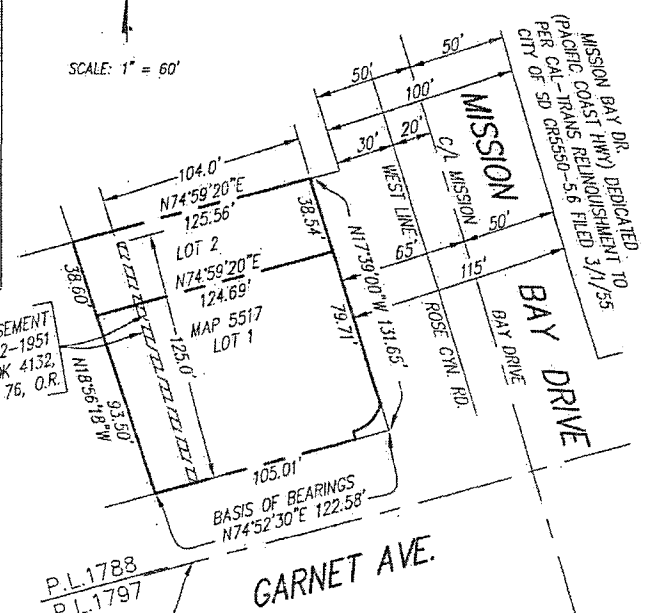 SCALE: 1" = 60'
MISSION BAY DR.
(PACIFIC COAST HWY) DEDICATED
PER CAL-TRANS RELINQUISHMENT TO
CITY OF SD CR5550-5.6 FILED 3/1/55
50'
50'
100'
30'
20'
104.0'
N74°59'20"E
125.56'
LOT 2
38.54'
38.60'
N74°59'20"E
124.69'
MAP 5517
LOT 1
125.0'
79.71'
N17°39'00"W 131.65'
WEST LINE
ROSE CYN. RD.
C/L MISSION
BAY DRIVE
65'
50'
115'
MISSION
BAY DRIVE
SEMENT
2-1951
OK 4132,
76, O.R.
N18°56'18"W
93.50'
105.01'
BASIS OF BEARINGS
N74°52'30"E 122.58'
P.L.1788
P.L.1797
GARNET AVE.